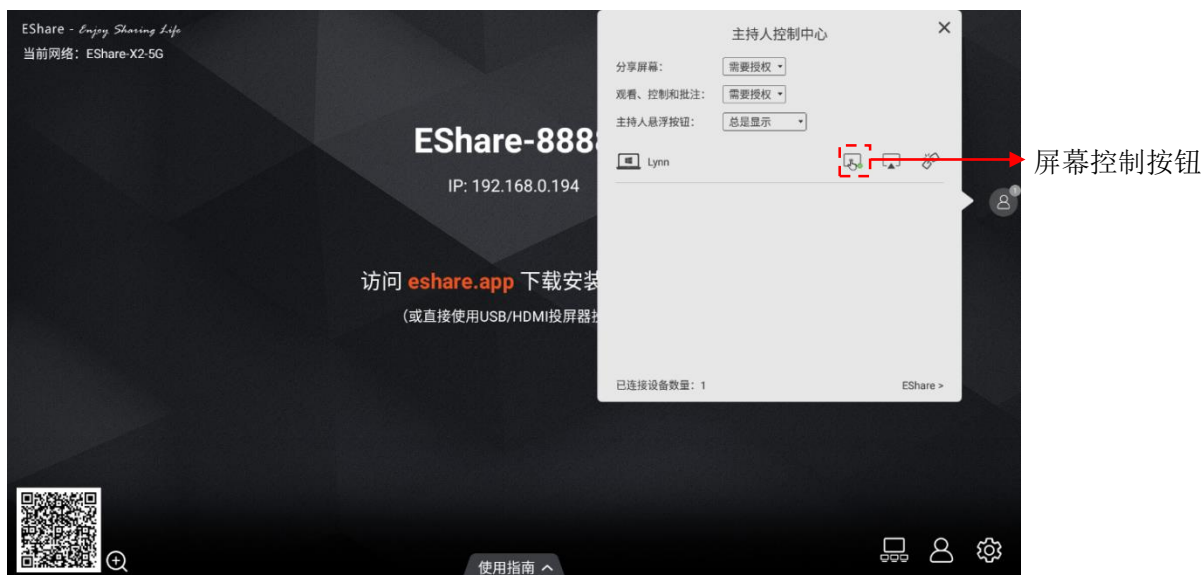 EShare - Enjoy Sharing Life
当前网络：EShare-X2-5G
EShare-888
IP: 192.168.0.194
访问 eshare.app 下载安装
（或直接使用USB/HDMI投屏器
使用指南
主持人控制中心
分享屏幕：
需要授权
观看、控制和批注：
需要授权
主持人悬浮按钮：
总是显示
Lynn
已连接设备数量：1
EShare >
1
屏幕控制按钮